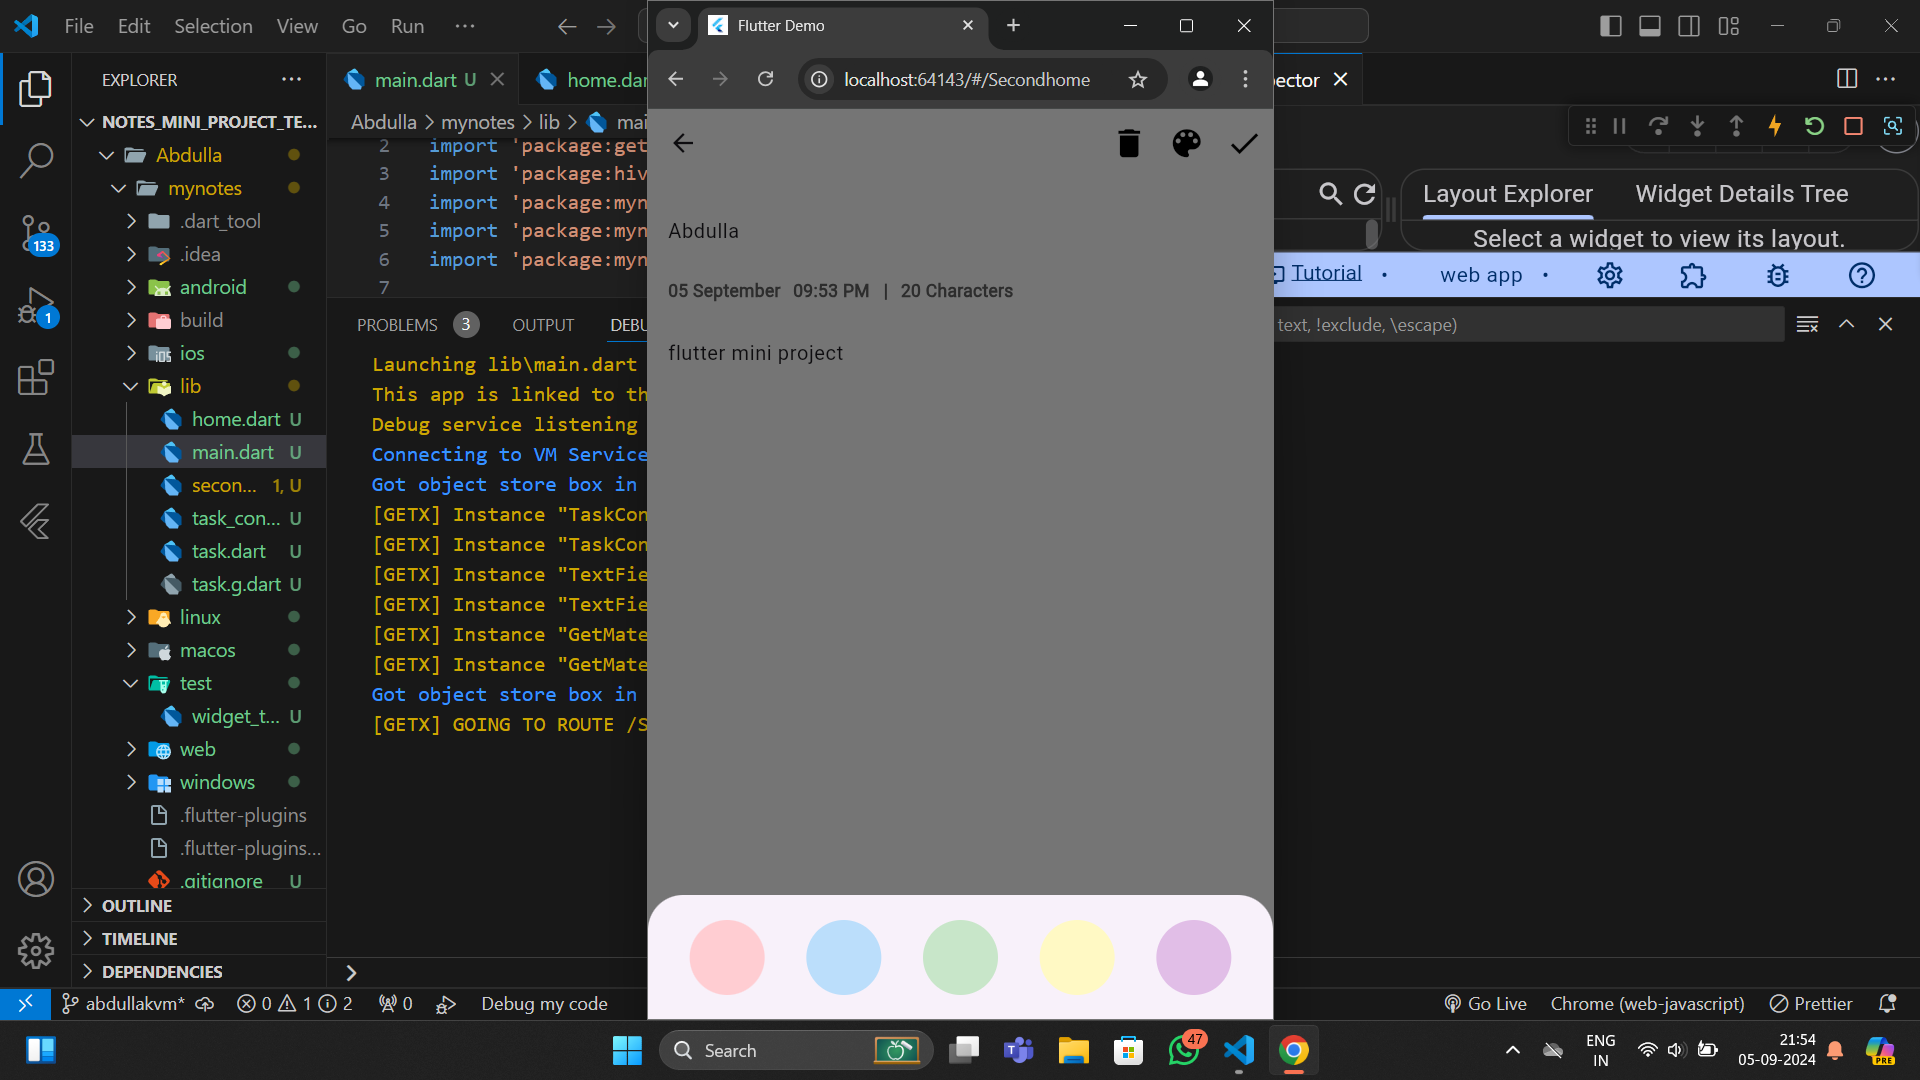 File Edit Selection View Go Run ···
Flutter Demo
localhost:64143/#/Secondhome
EXPLORER
NOTES_MINI_PROJECT_TE...
Abdulla
mynotes
.dart_tool
.idea
android
build
ios
lib
home.dart U
main.dart U
secon... 1, U
task_con... U
task.dart U
task.g.dart U
linux
macos
test
widget_t... U
web
windows
.flutter-plugins
.flutter-plugins...
.gitignore U
OUTLINE
TIMELINE
DEPENDENCIES
133
1
main.dart U
home.dar
ector
Abdulla > mynotes > lib > mai
2 import 'package:get
3 import 'package:hiv
4 import 'package:myn
5 import 'package:myn
6 import 'package:myn
7
PROBLEMS 3 OUTPUT DEBU
Launching lib\main.dart
This app is linked to th
Debug service listening
Connecting to VM Service
Got object store box in
[GETX] Instance "TaskCon
[GETX] Instance "TaskCon
[GETX] Instance "TextFie
[GETX] Instance "TextFie
[GETX] Instance "GetMate
[GETX] Instance "GetMate
Got object store box in
[GETX] GOING TO ROUTE /S
Abdulla
05 September 09:53 PM | 20 Characters
flutter mini project
Layout Explorer Widget Details Tree
Select a widget to view its layout.
Tutorial • web app •
text, !exclude, \escape)
abdullakvm* 0 1 2 0 Debug my code
Go Live Chrome (web-javascript) Prettier
Search
47
ENG
IN
21:54
05-09-2024
PRE